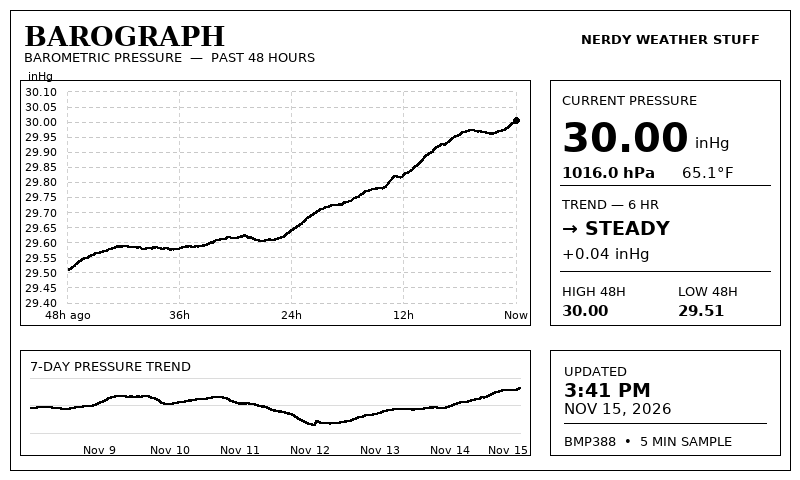 BAROGRAPH
BAROMETRIC PRESSURE — PAST 48 HOURS
NERDY WEATHER STUFF
inHg
30.10
30.05
30.00
29.95
29.90
29.85
29.80
29.75
29.70
29.65
29.60
29.55
29.50
29.45
29.40
48h ago 36h 24h 12h Now
CURRENT PRESSURE
30.00 inHg
1016.0 hPa 65.1°F
TREND — 6 HR
→ STEADY
+0.04 inHg
HIGH 48H LOW 48H
30.00 29.51
7-DAY PRESSURE TREND
Nov 9 Nov 10 Nov 11 Nov 12 Nov 13 Nov 14 Nov 15
UPDATED
3:41 PM
NOV 15, 2026
BMP388 • 5 MIN SAMPLE